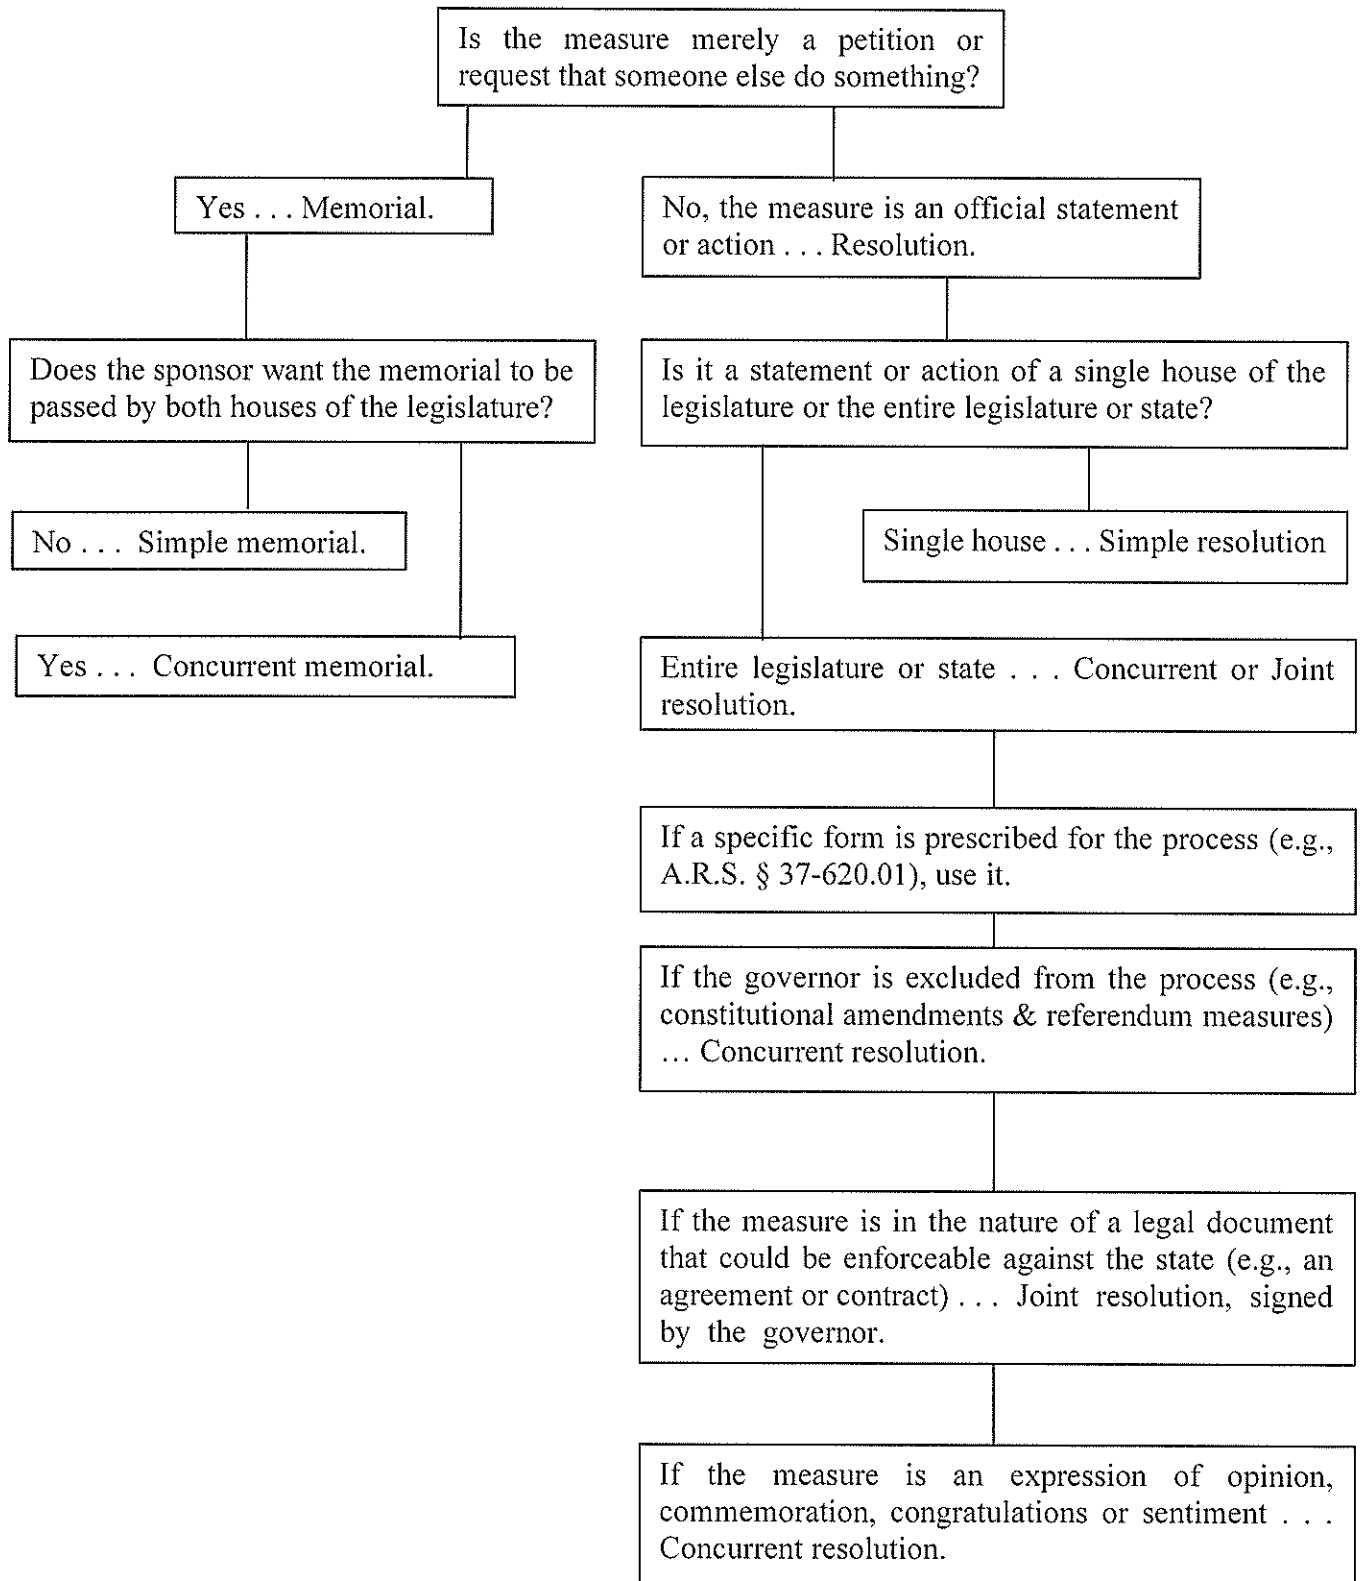 Is the measure merely a petition or
request that someone else do something?
Yes . . . Memorial.
No, the measure is an official statement
or action . . . Resolution.
Does the sponsor want the memorial to be
passed by both houses of the legislature?
Is it a statement or action of a single house of the
legislature or the entire legislature or state?
No . . . Simple memorial.
Single house . . . Simple resolution
Yes . . . Concurrent memorial.
Entire legislature or state . . . Concurrent or Joint
resolution.
If a specific form is prescribed for the process (e.g.,
A.R.S. § 37-620.01), use it.
If the governor is excluded from the process (e.g.,
constitutional amendments & referendum measures)
... Concurrent resolution.
If the measure is in the nature of a legal document
that could be enforceable against the state (e.g., an
agreement or contract) . . . Joint resolution, signed
by the governor.
If the measure is an expression of opinion,
commemoration, congratulations or sentiment . . .
Concurrent resolution.